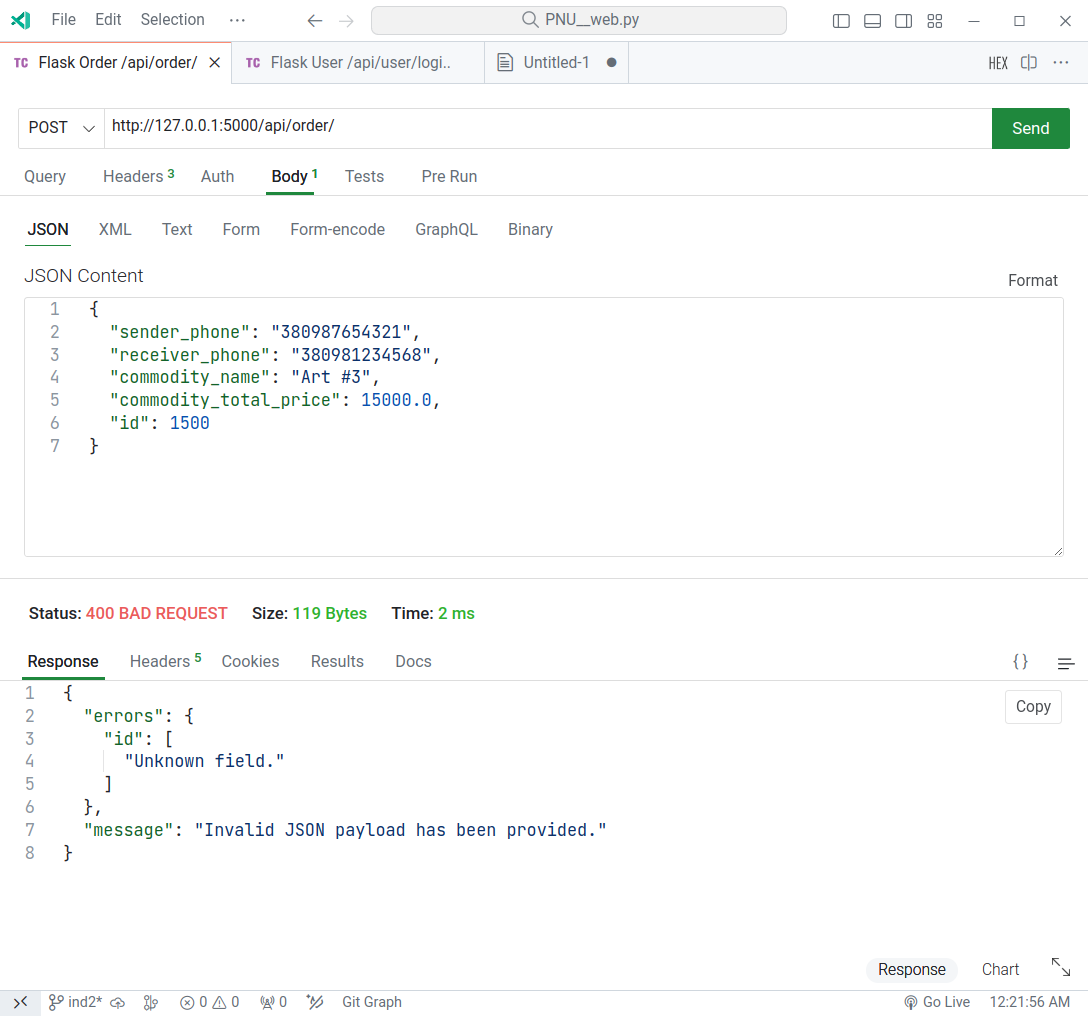 File Edit Selection ··· PNU__web.py
TC Flask Order /api/order/ TC Flask User /api/user/logi.. Untitled-1 HEX ···
POST http://127.0.0.1:5000/api/order/ Send
Query Headers 3 Auth Body 1 Tests Pre Run
JSON XML Text Form Form-encode GraphQL Binary
JSON Content
Format
1 {
2 "sender_phone": "380987654321",
3 "receiver_phone": "380981234568",
4 "commodity_name": "Art #3",
5 "commodity_total_price": 15000.0,
6 "id": 1500
7 }
Status: 400 BAD REQUEST Size: 119 Bytes Time: 2 ms
Response Headers 5 Cookies Results Docs { }
1 {
Copy
2 "errors": {
3 "id": [
4 "Unknown field."
5 ]
6 },
7 "message": "Invalid JSON payload has been provided."
8 }
Response Chart
ind2* 0 0 0 Git Graph Go Live 12:21:56 AM